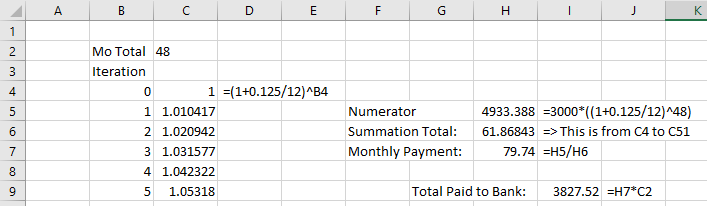 A B C D E F G H I J K
1
2 Mo Total 48
3 Iteration
4 0 1 =(1+0.125/12)^B4
5 1 1.010417 Numerator 4933.388 =3000*((1+0.125/12)^48)
6 2 1.020942 Summation Total: 61.86843 => This is from C4 to C51
7 3 1.031577 Monthly Payment: 79.74 =H5/H6
8 4 1.042322
9 5 1.05318 Total Paid to Bank: 3827.52 =H7*C2